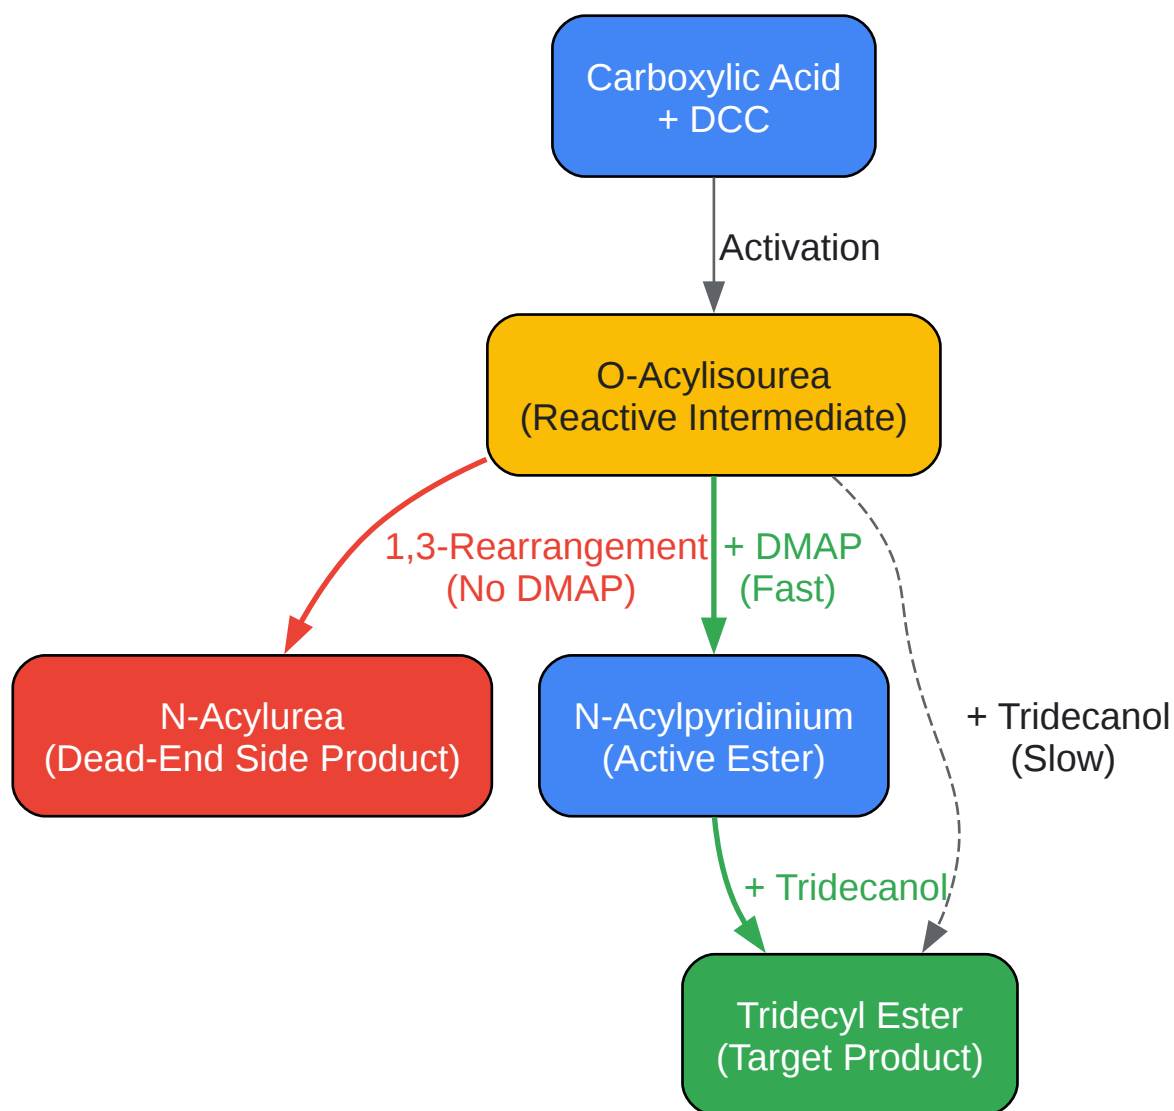 Carboxylic Acid
+ DCC
Activation
O-Acylisourea
(Reactive Intermediate)
1,3-Rearrangement
(No DMAP)
+ DMAP
(Fast)
N-Acylurea
(Dead-End Side Product)
N-Acylpyridinium
(Active Ester)
+ Tridecanol
(Slow)
+ Tridecanol
Tridecyl Ester
(Target Product)